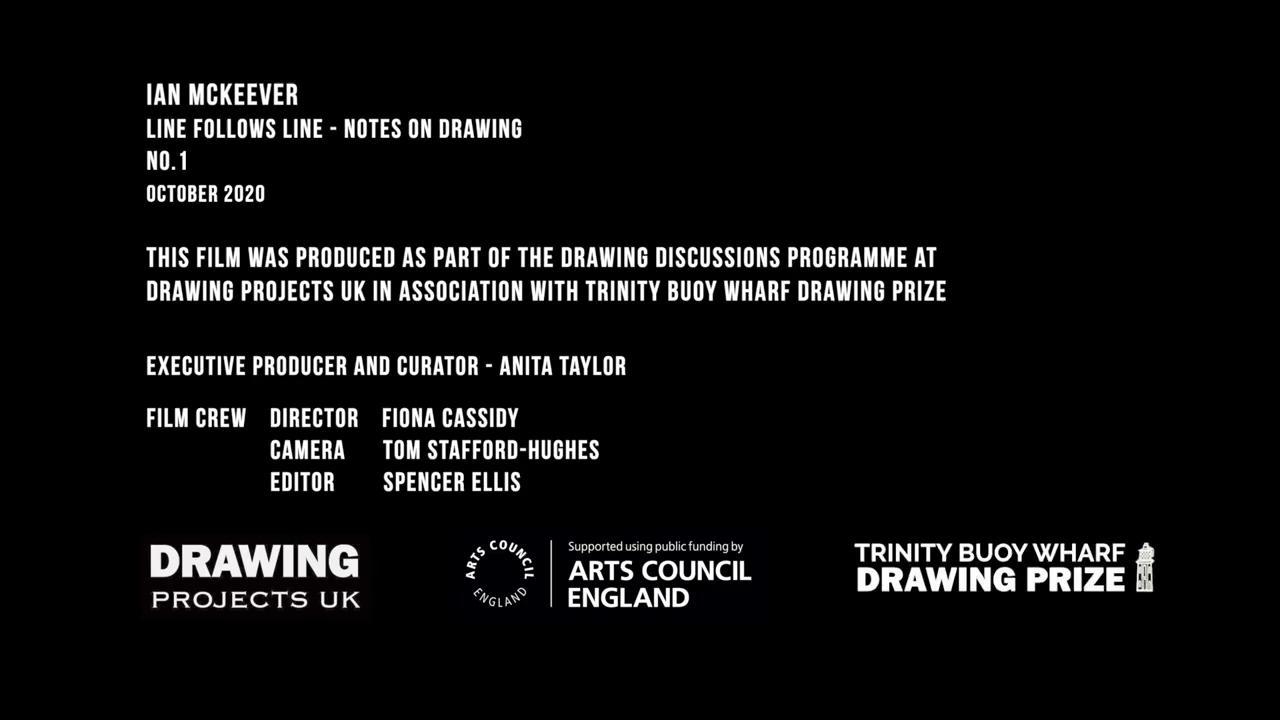 IAN MCKEEVER
LINE FOLLOWS LINE - NOTES ON DRAWING
NO.1
OCTOBER 2020
THIS FILM WAS PRODUCED AS PART OF THE DRAWING DISCUSSIONS PROGRAMME AT
DRAWING PROJECTS UK IN ASSOCIATION WITH TRINITY BUOY WHARF DRAWING PRIZE
EXECUTIVE PRODUCER AND CURATOR - ANITA TAYLOR
FILM CREW DIRECTOR FIONA CASSIDY
CAMERA TOM STAFFORD-HUGHES
EDITOR SPENCER ELLIS
DRAWING
PROJECTS UK
ARTS COUNCIL
ENGLAND
Supported using public funding by
ARTS COUNCIL
ENGLAND
TRINITY BUOY WHARF
DRAWING PRIZE